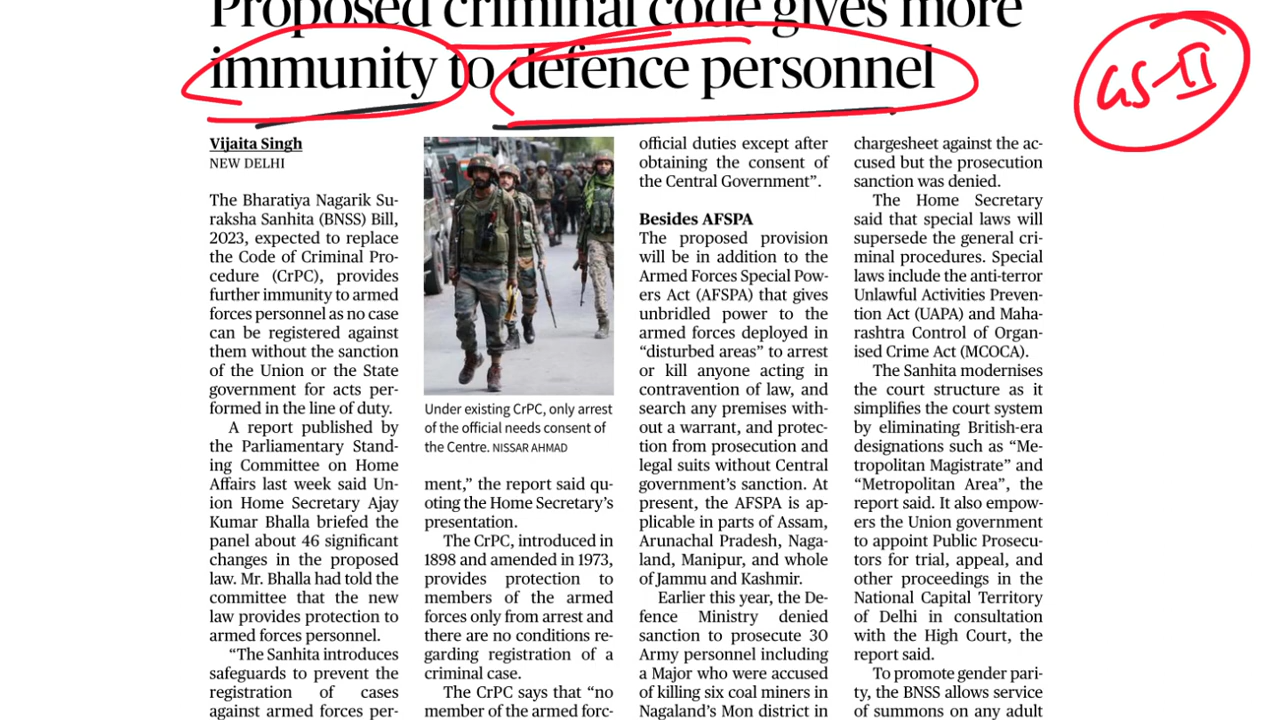 Proposed criminal code gives more
immunity to defence personnel
GS-II
Vijaita Singh
NEW DELHI
The Bharatiya Nagarik Su-
raksha Sanhita (BNSS) Bill,
2023, expected to replace
the Code of Criminal Pro-
cedure (CrPC), provides
further immunity to armed
forces personnel as no case
can be registered against
them without the sanction
of the Union or the State
government for acts per-
formed in the line of duty.
A report published by
the Parliamentary Stand-
ing Committee on Home
Affairs last week said Un-
ion Home Secretary Ajay
Kumar Bhalla briefed the
panel about 46 significant
changes in the proposed
law. Mr. Bhalla had told the
committee that the new
law provides protection to
armed forces personnel.
“The Sanhita introduces
safeguards to prevent the
registration of cases
against armed forces per-
Under existing CrPC, only arrest
of the official needs consent of
the Centre. NISSAR AHMAD
ment,” the report said qu-
oting the Home Secretary’s
presentation.
The CrPC, introduced in
1898 and amended in 1973,
provides protection to
members of the armed
forces only from arrest and
there are no conditions re-
garding registration of a
criminal case.
The CrPC says that “no
member of the armed forc-
official duties except after
obtaining the consent of
the Central Government”.
Besides AFSPA
The proposed provision
will be in addition to the
Armed Forces Special Pow-
ers Act (AFSPA) that gives
unbridled power to the
armed forces deployed in
“disturbed areas” to arrest
or kill anyone acting in
contravention of law, and
search any premises with-
out a warrant, and protec-
tion from prosecution and
legal suits without Central
government’s sanction. At
present, the AFSPA is ap-
plicable in parts of Assam,
Arunachal Pradesh, Naga-
land, Manipur, and whole
of Jammu and Kashmir.
Earlier this year, the De-
fence Ministry denied
sanction to prosecute 30
Army personnel including
a Major who were accused
of killing six coal miners in
Nagaland’s Mon district in
chargesheet against the ac-
cused but the prosecution
sanction was denied.
The Home Secretary
said that special laws will
supersede the general cri-
minal procedures. Special
laws include the anti-terror
Unlawful Activities Preven-
tion Act (UAPA) and Maha-
rashtra Control of Organ-
ised Crime Act (MCOCA).
The Sanhita modernises
the court structure as it
simplifies the court system
by eliminating British-era
designations such as “Me-
tropolitan Magistrate” and
“Metropolitan Area”, the
report said. It also empow-
ers the Union government
to appoint Public Prosecu-
tors for trial, appeal, and
other proceedings in the
National Capital Territory
of Delhi in consultation
with the High Court, the
report said.
To promote gender pari-
ty, the BNSS allows service
of summons on any adult